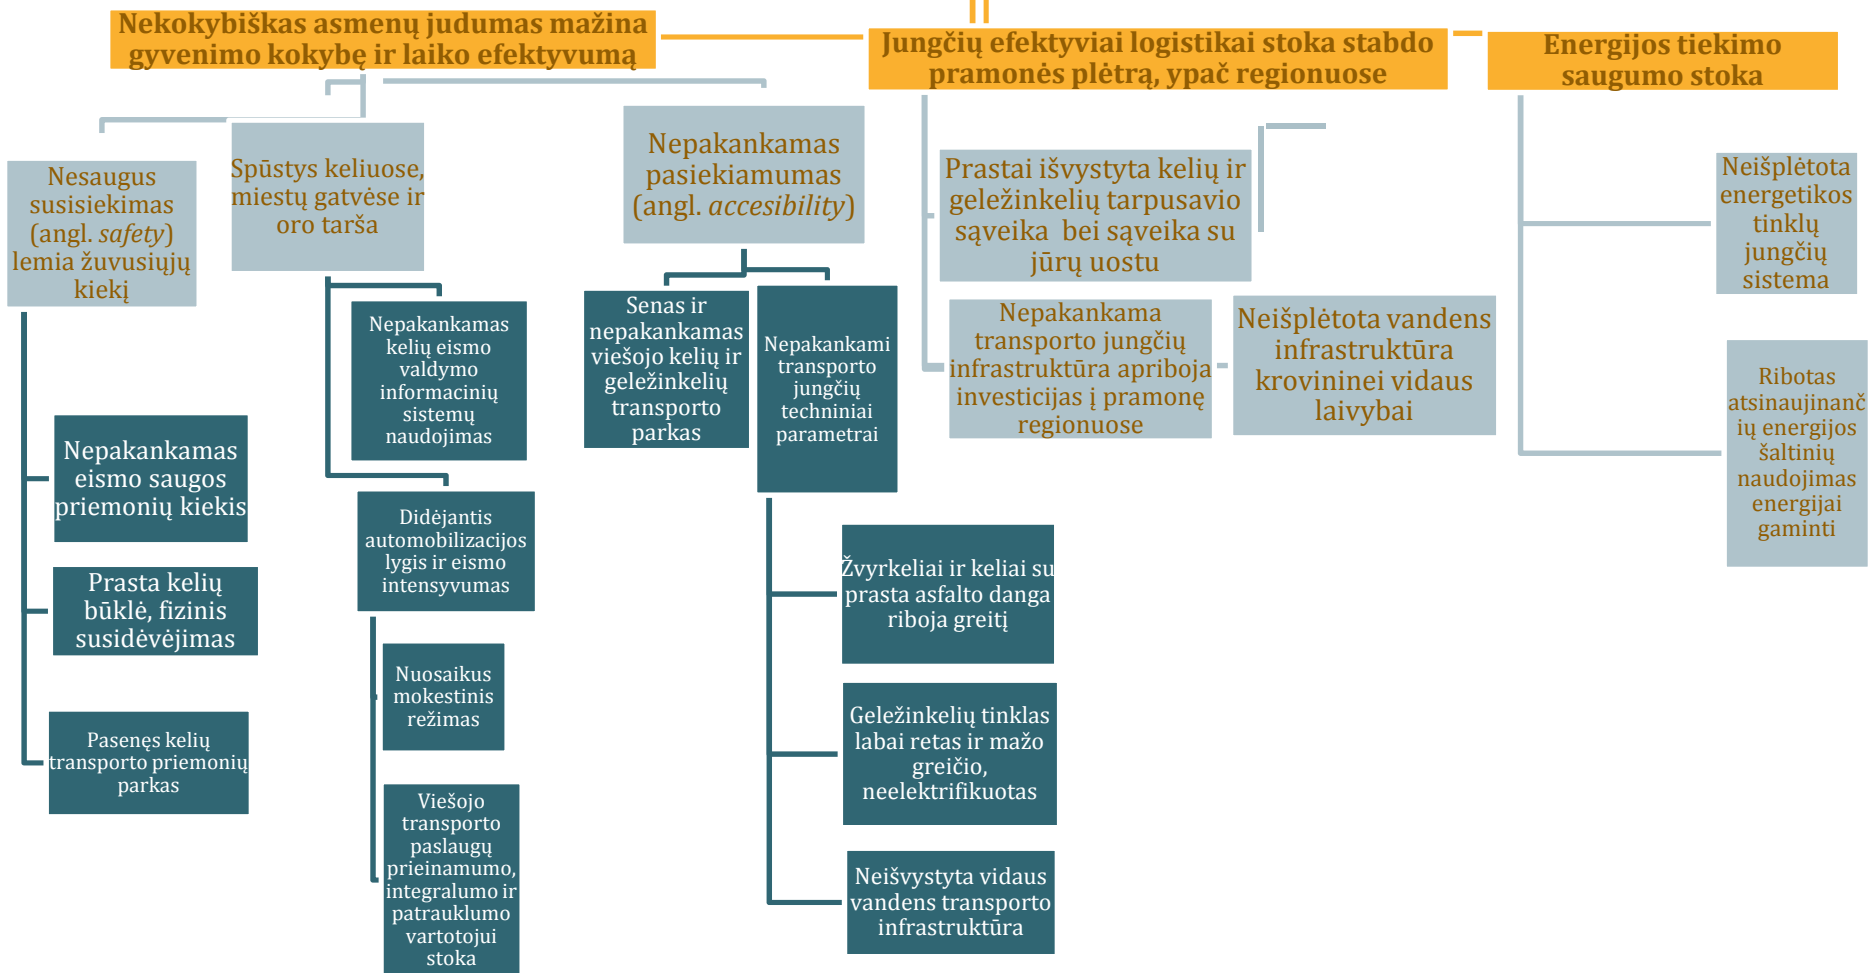 Nekokybiškas asmenų judumas mažina
gyvenimo kokybę ir laiko efektyvumą
Jungčių efektyviai logistikai stoka stabdo
pramonės plėtrą, ypač regionuose
Energijos tiekimo
saugumo stoka
Nesaugus
susisiekimas
(angl. safety)
lemia žuvusiųjų
kiekį
Spūstys keliuose,
miestų gatvėse ir
oro tarša
Nepakankamas
pasiekiamumas
(angl. accesibility)
Prastai išvystyta kelių ir
geležinkelių tarpusavio
sąveika bei sąveika su
jūrų uostu
Neišplėtota
energetikos
tinklų
jungčių
sistema
Nepakankamas
kelių eismo
valdymo
informacinių
sistemų
naudojimas
Senas ir
nepakankamas
viešojo kelių ir
geležinkelių
transporto
parkas
Nepakankami
transporto
jungčių
techniniai
parametrai
Nepakankama
transporto jungčių
infrastruktūra apriboja
investicijas į pramonę
regionuose
Neišplėtota vandens
infrastruktūra
krovininei vidaus
laivybai
Ribotas
atsinaujinanč
ių energijos
šaltinių
naudojimas
energijai
gaminti
Nepakankamas
eismo saugos
priemonių kiekis
Didėjantis
automobilizacijos
lygis ir eismo
intensyvumas
Žvyrkeliai ir keliai su
prasta asfalto danga
riboja greitį
Prasta kelių
būklė, fizinis
susidėvėjimas
Nuosaikus
mokestinis
režimas
Geležinkelių tinklas
labai retas ir mažo
greičio,
neelektrifikuotas
Pasenęs kelių
transporto priemonių
parkas
Viešojo
transporto
paslaugų
prieinamumo,
integralumo ir
patrauklumo
vartotojui
stoka
Neišvystyta vidaus
vandens transporto
infrastruktūra